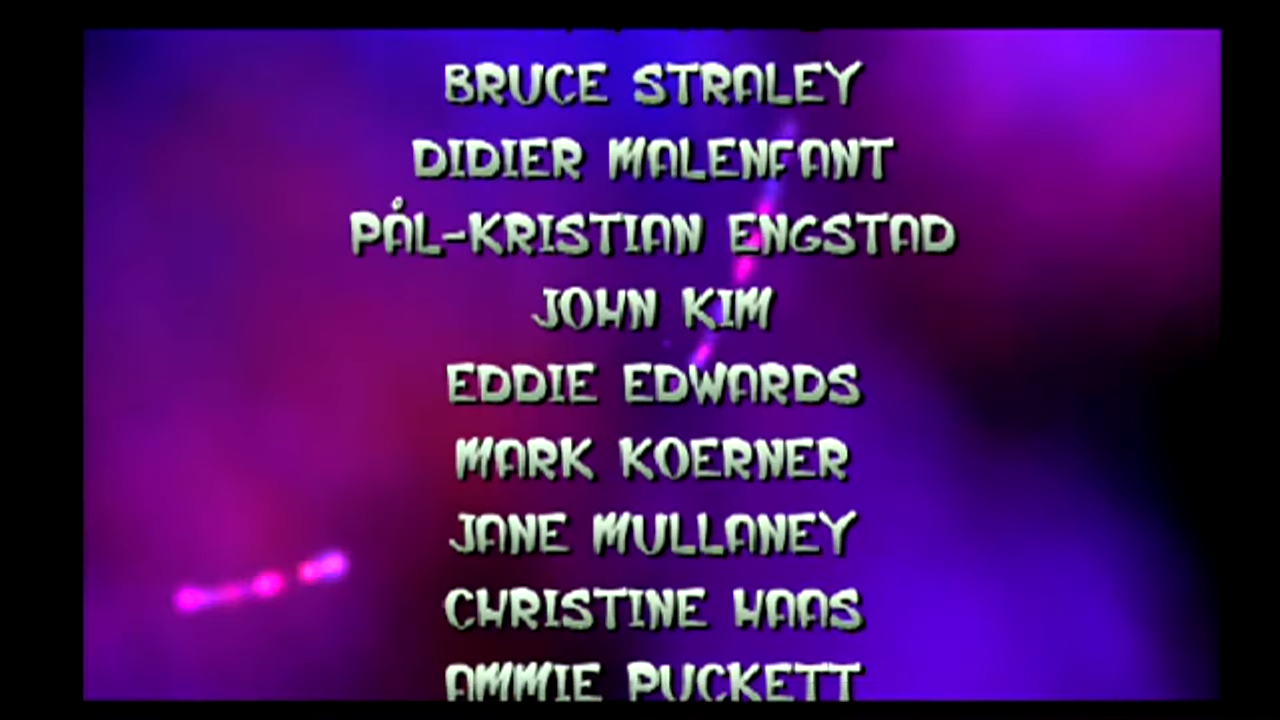 BRUCE STRALEY
DIDIER MALENFANT
PÅL-KRISTIAN ENGSTAD
JOHN KIM
EDDIE EDWARDS
MARK KOERNER
JANE MULLANEY
CHRISTINE HAAS
AMMIE PUCKETT